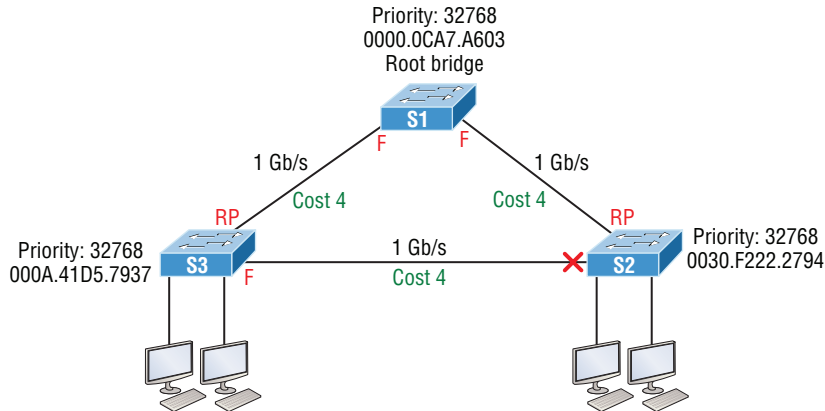 Priority: 32768
0000.0CA7.A603
Root bridge
S1
F
F
1 Gb/s
1 Gb/s
Cost 4
Cost 4
RP
RP
Priority: 32768
000A.41D5.7937
S3
F
1 Gb/s
Cost 4
S2
Priority: 32768
0030.F222.2794